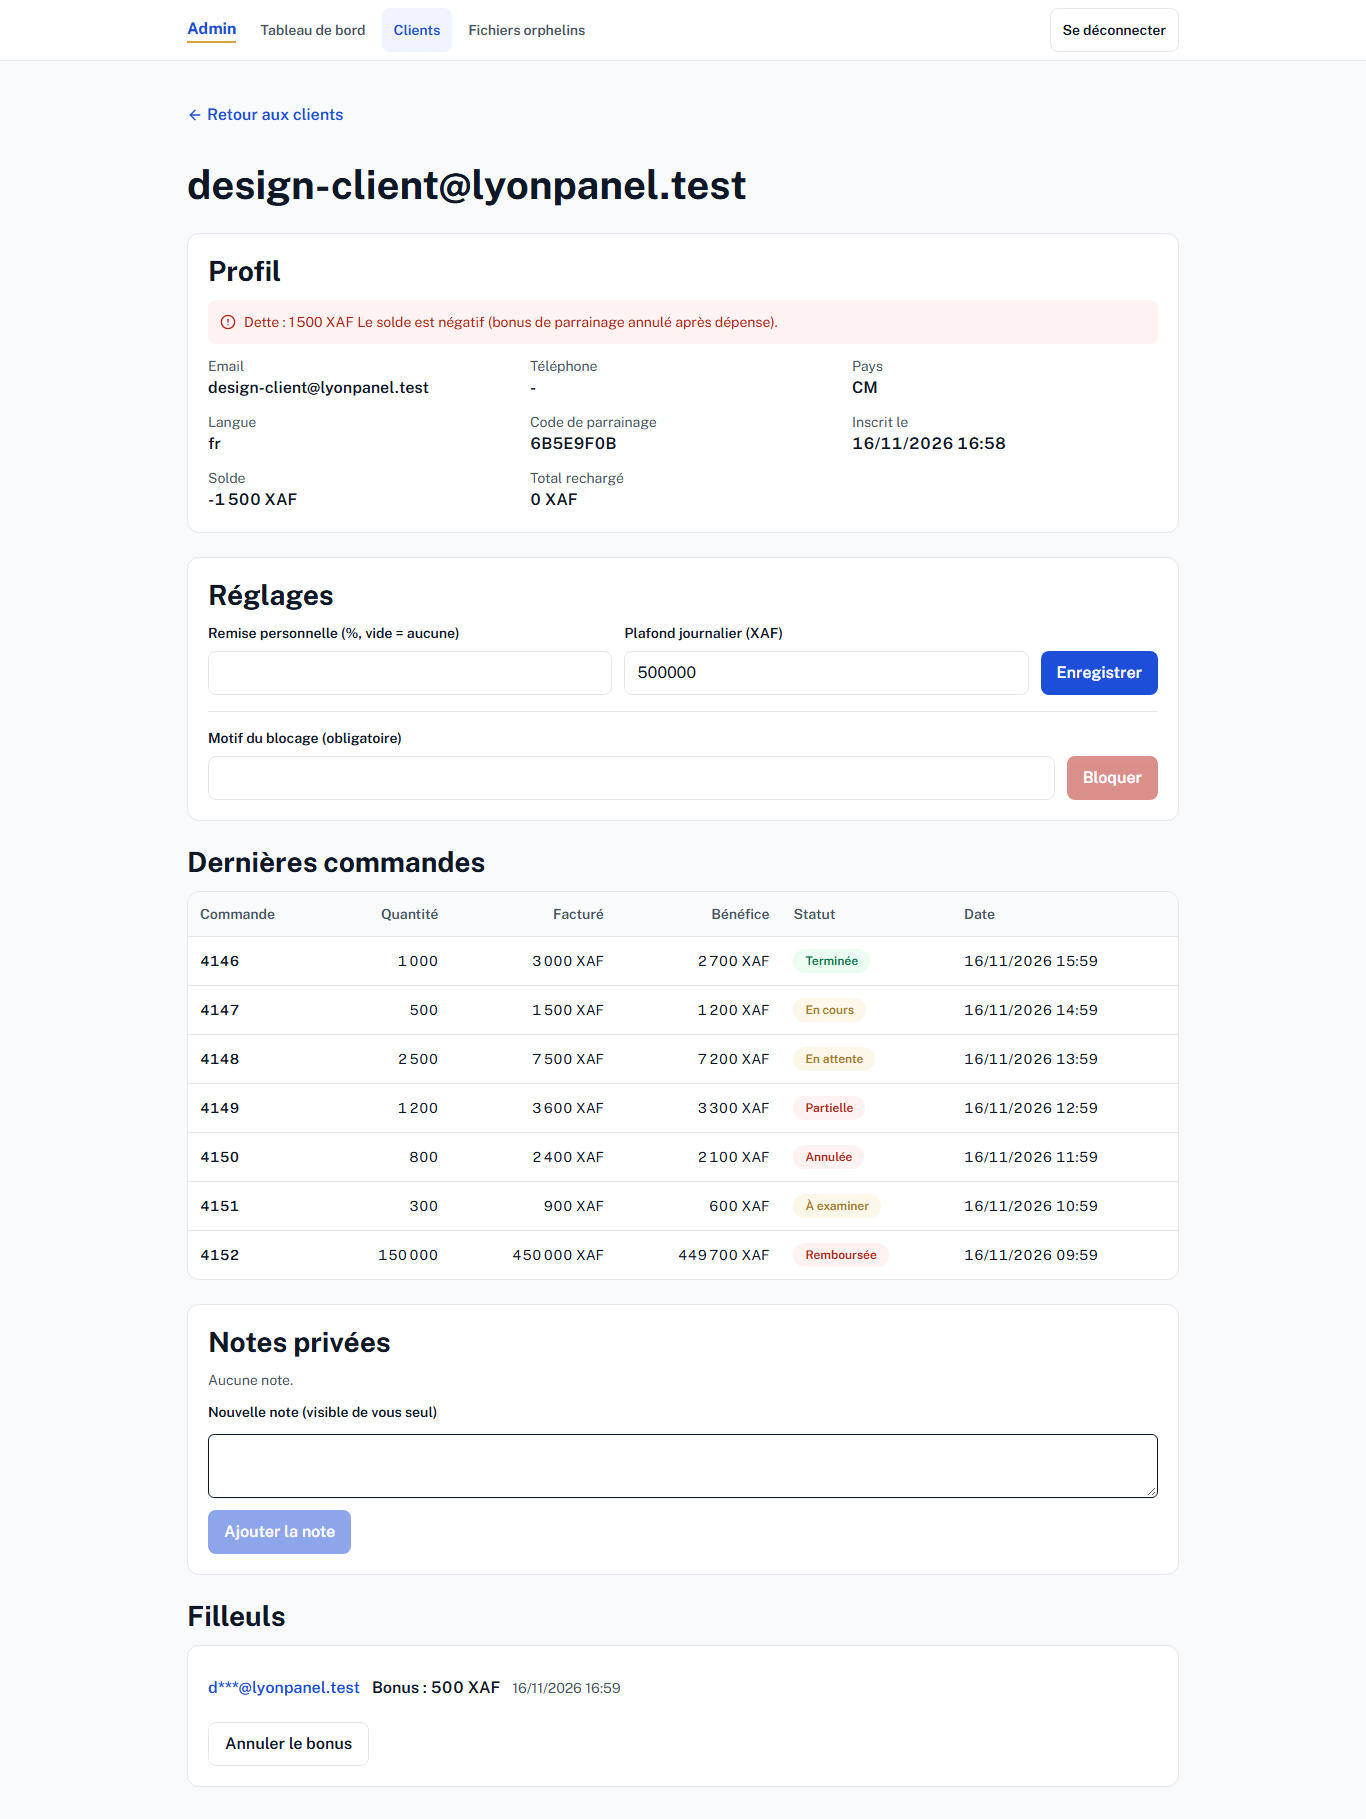 Admin Tableau de bord Clients Fichiers orphelins Se déconnecter
← Retour aux clients
design-client@lyonpanel.test
Profil
Dette : 1 500 XAF Le solde est négatif (bonus de parrainage annulé après dépense).
Email Téléphone Pays
design-client@lyonpanel.test - CM
Langue Code de parrainage Inscrit le
fr 6B5E9F0B 16/11/2026 16:58
Solde Total rechargé
-1 500 XAF 0 XAF
Réglages
Remise personnelle (%, vide = aucune) Plafond journalier (XAF)
500000 Enregistrer
Motif du blocage (obligatoire)
Bloquer
Dernières commandes
Commande Quantité Facturé Bénéfice Statut Date
4146 1 000 3 000 XAF 2 700 XAF Terminée 16/11/2026 15:59
4147 500 1 500 XAF 1 200 XAF En cours 16/11/2026 14:59
4148 2 500 7 500 XAF 7 200 XAF En attente 16/11/2026 13:59
4149 1 200 3 600 XAF 3 300 XAF Partielle 16/11/2026 12:59
4150 800 2 400 XAF 2 100 XAF Annulée 16/11/2026 11:59
4151 300 900 XAF 600 XAF À examiner 16/11/2026 10:59
4152 150 000 450 000 XAF 449 700 XAF Remboursée 16/11/2026 09:59
Notes privées
Aucune note.
Nouvelle note (visible de vous seul)
Ajouter la note
Filleuls
d***@lyonpanel.test Bonus : 500 XAF 16/11/2026 16:59
Annuler le bonus